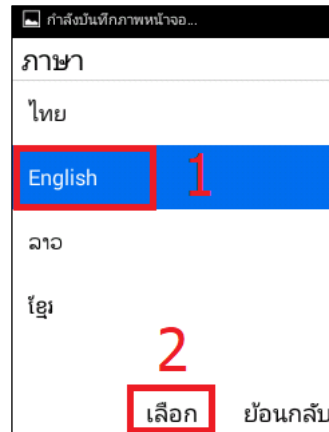 กำลังบันทึกภาพหน้าจอ...
ภาษา
ไทย
English 1
ລາວ
ខ្មែរ
2
เลือก ย้อนกลับ